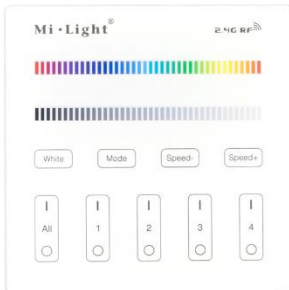 Mi·Light®
2.4G RF
White
Mode
Speed-
Speed+
All
1
2
3
4